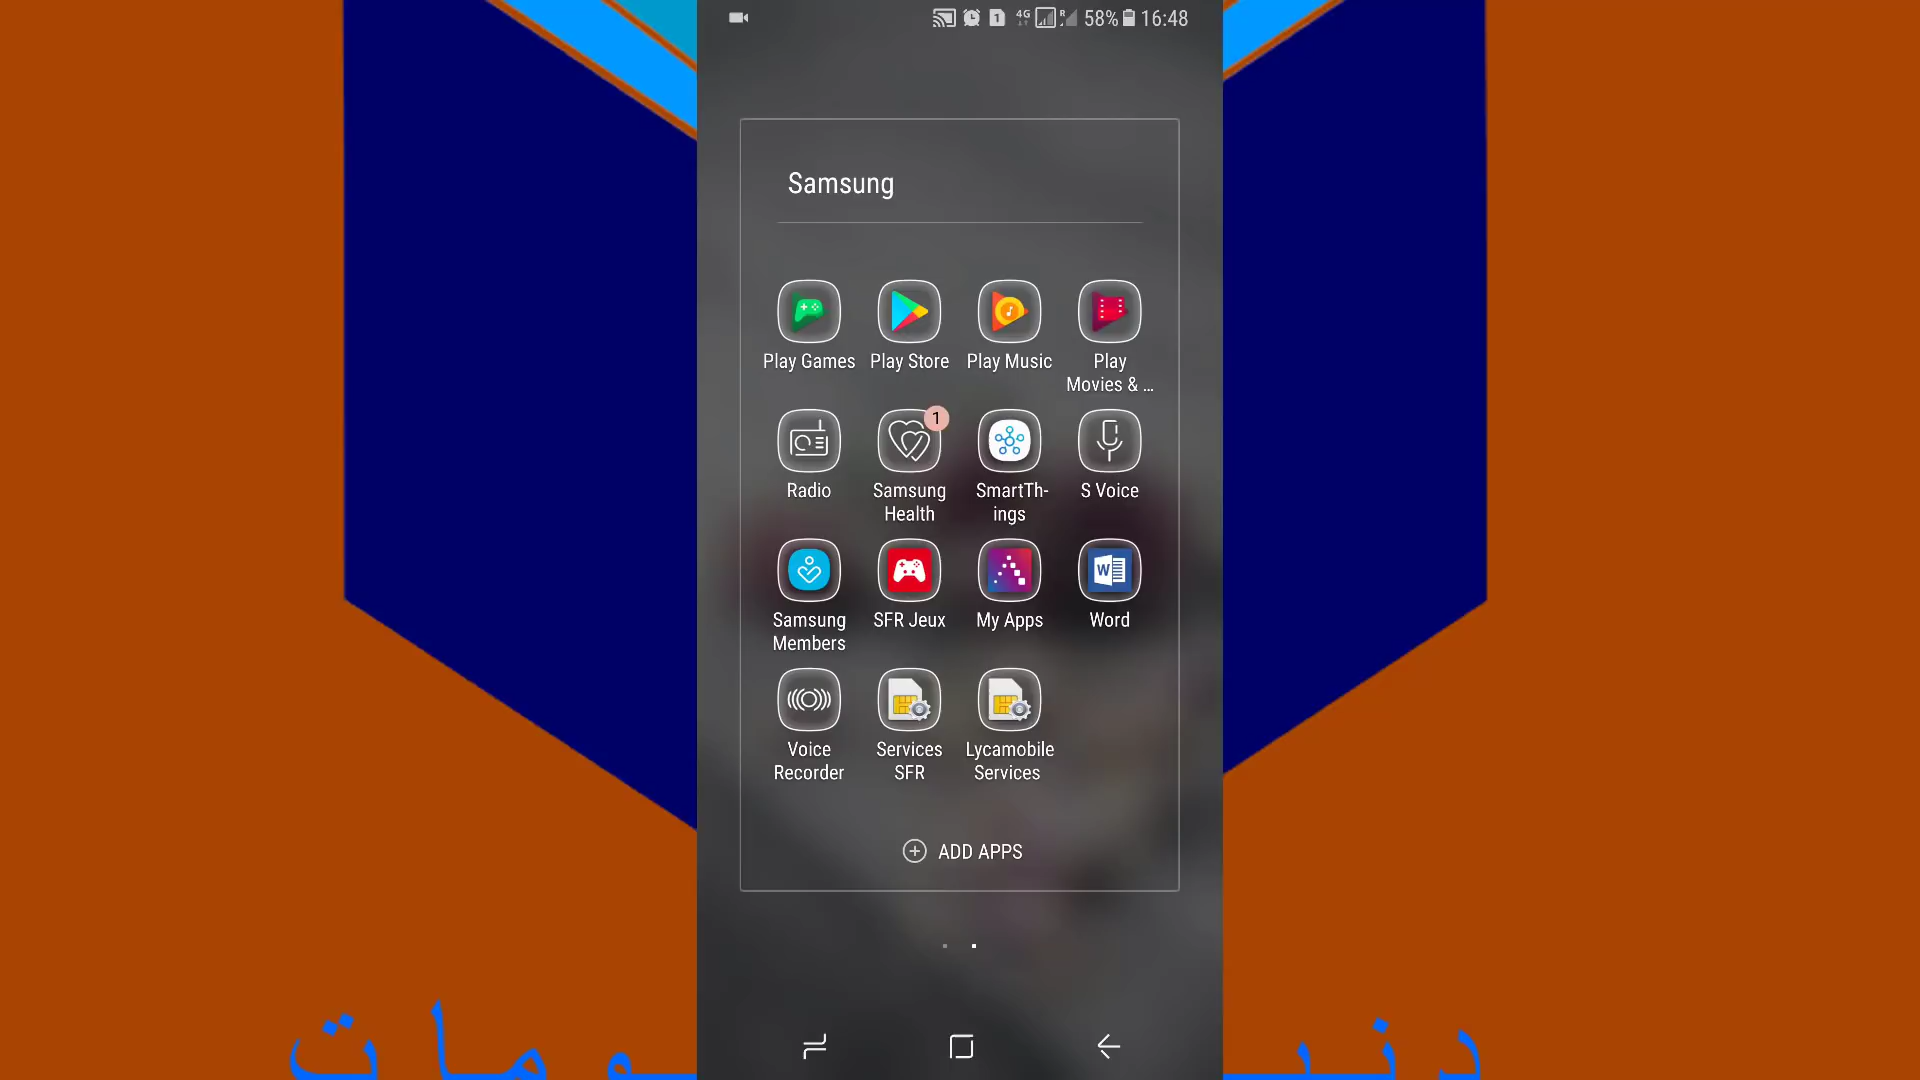 4G R 58% 16:48
Samsung
Play Games Play Store Play Music Play
Movies & ...
1
Radio Samsung SmartTh- S Voice
Health ings
Samsung SFR Jeux My Apps Word
Members
Voice Services Lycamobile
Recorder SFR Services
ADD APPS